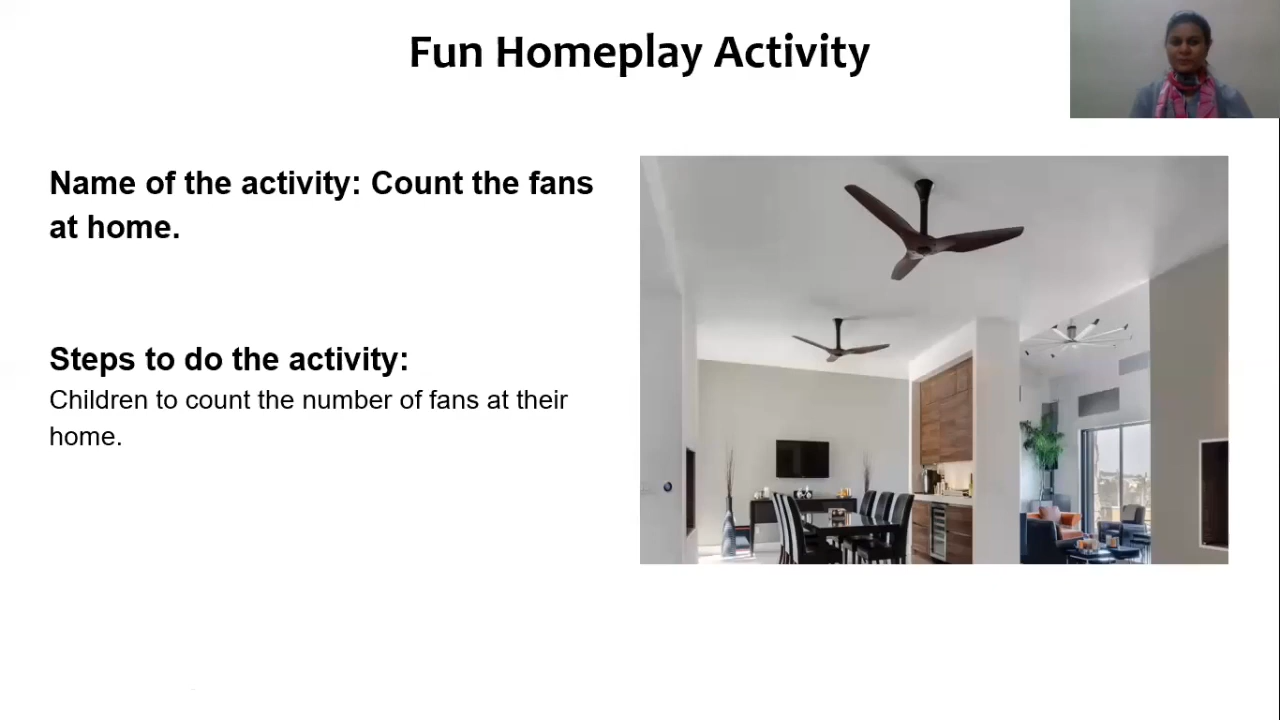 Fun Homeplay Activity
Name of the activity: Count the fans
at home.
Steps to do the activity:
Children to count the number of fans at their
home.